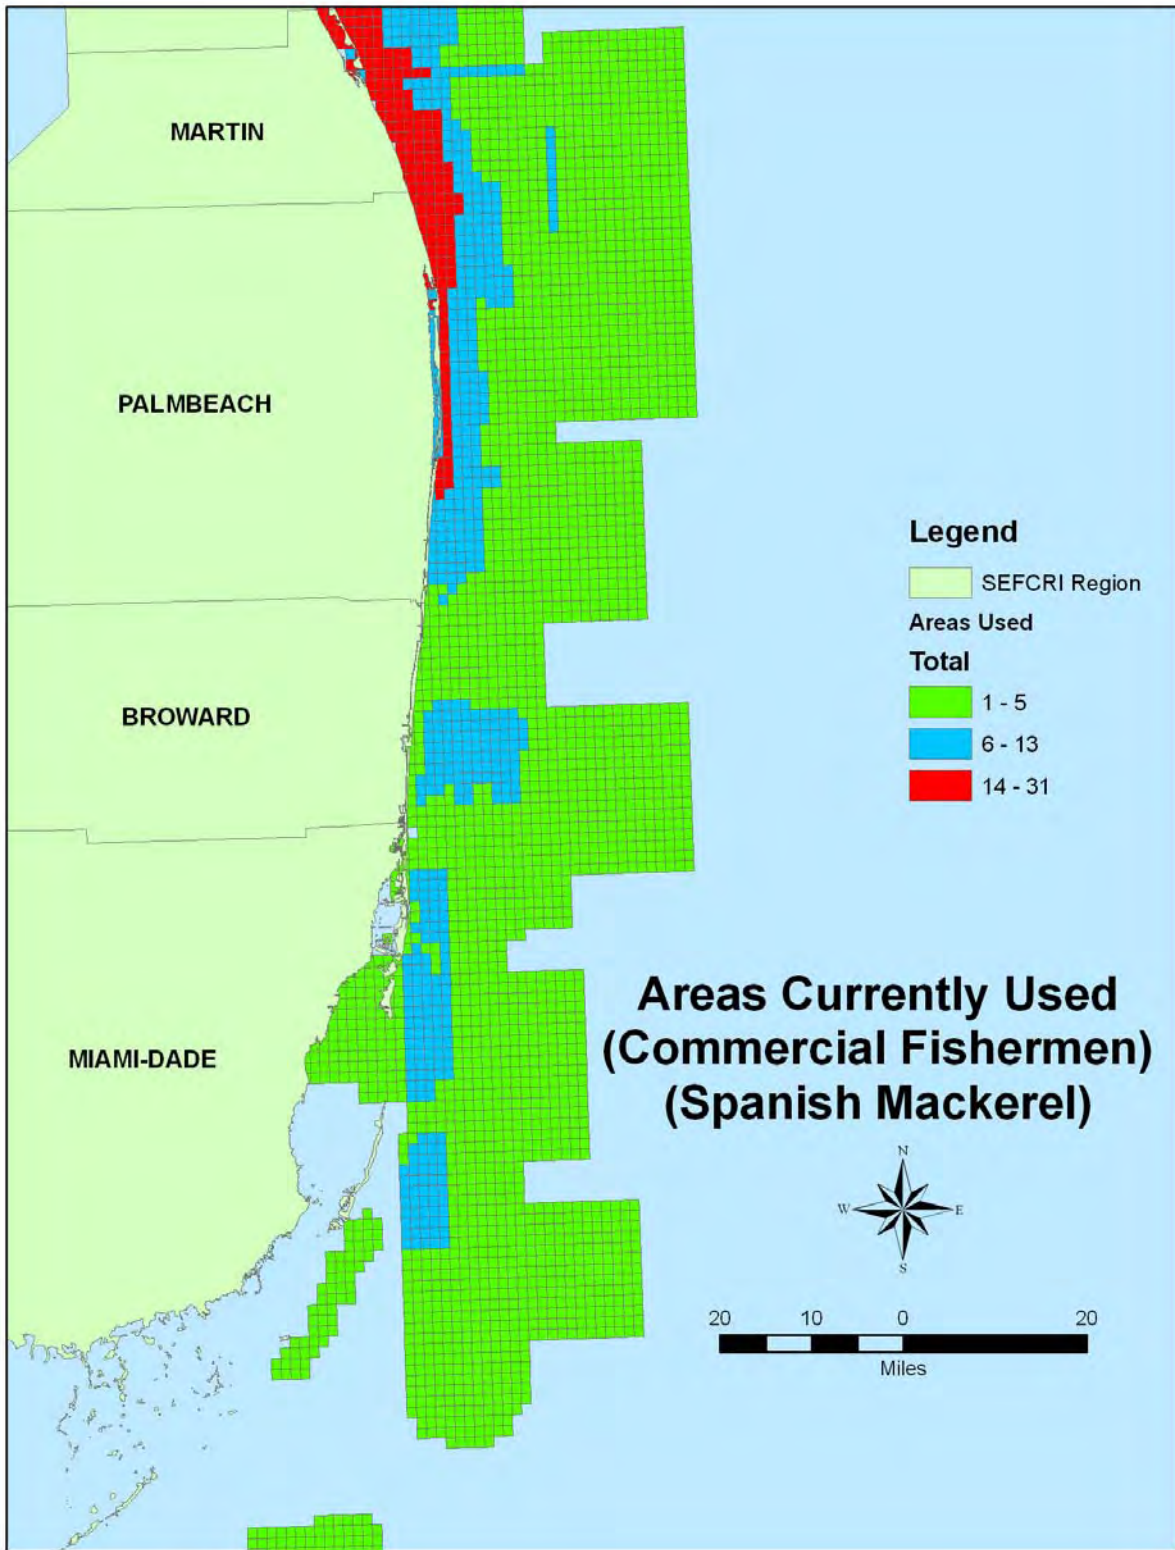 MARTIN
PALMBEACH
BROWARD
MIAMI-DADE
Legend
SEFCRI Region
Areas Used
Total
1 - 5
6 - 13
14 - 31
Areas Currently Used
(Commercial Fishermen)
(Spanish Mackerel)
N
W E
S
20 10 0 20
Miles